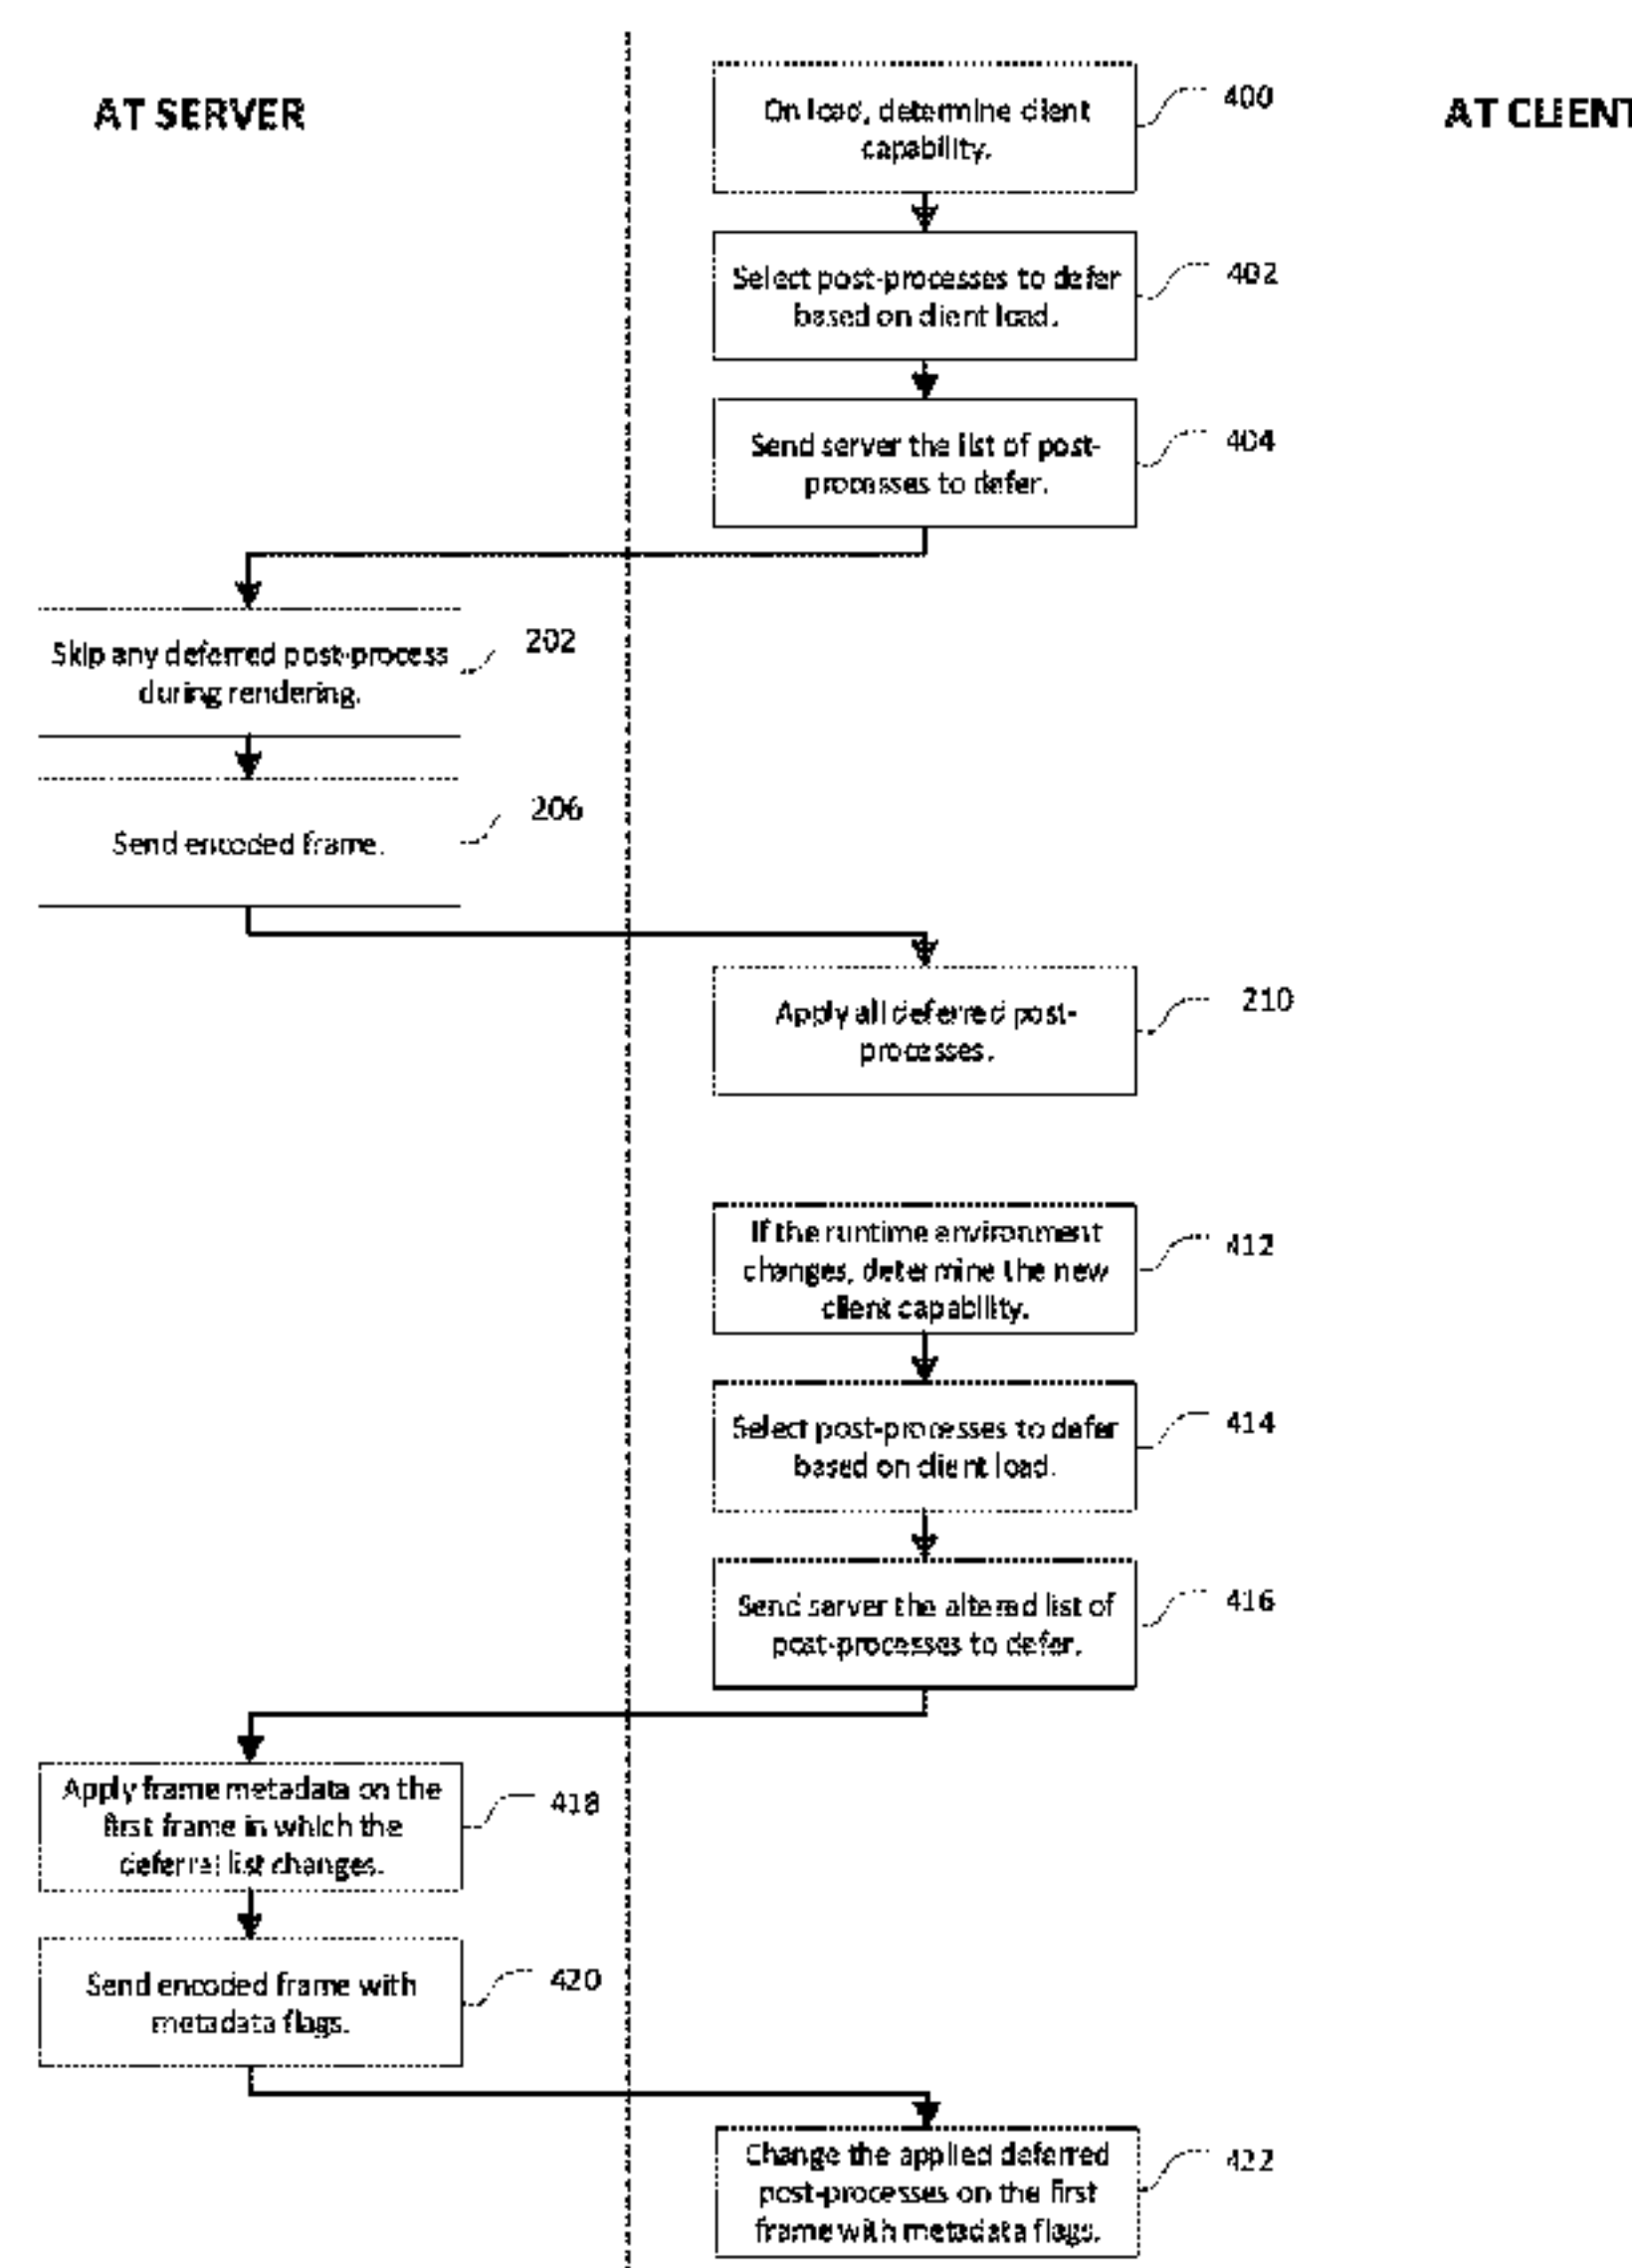 AT SERVER
AT CLIENT
On load, determine client
capability.
400
Select post-processes to defer
based on client load.
402
Send server the list of post-
processes to defer.
404
Skip any deferred post-process
during rendering.
202
Send encoded frame.
206
Apply all deferred post-
processes.
210
If the runtime environment
changes, determine the new
client capability.
412
Select post-processes to defer
based on client load.
414
Send server the altered list of
post-processes to defer.
416
Apply frame metadata on the
first frame in which the
deferral list changes.
418
Send encoded frame with
metadata flags.
420
Change the applied deferred
post-processes on the first
frame with metadata flags.
422